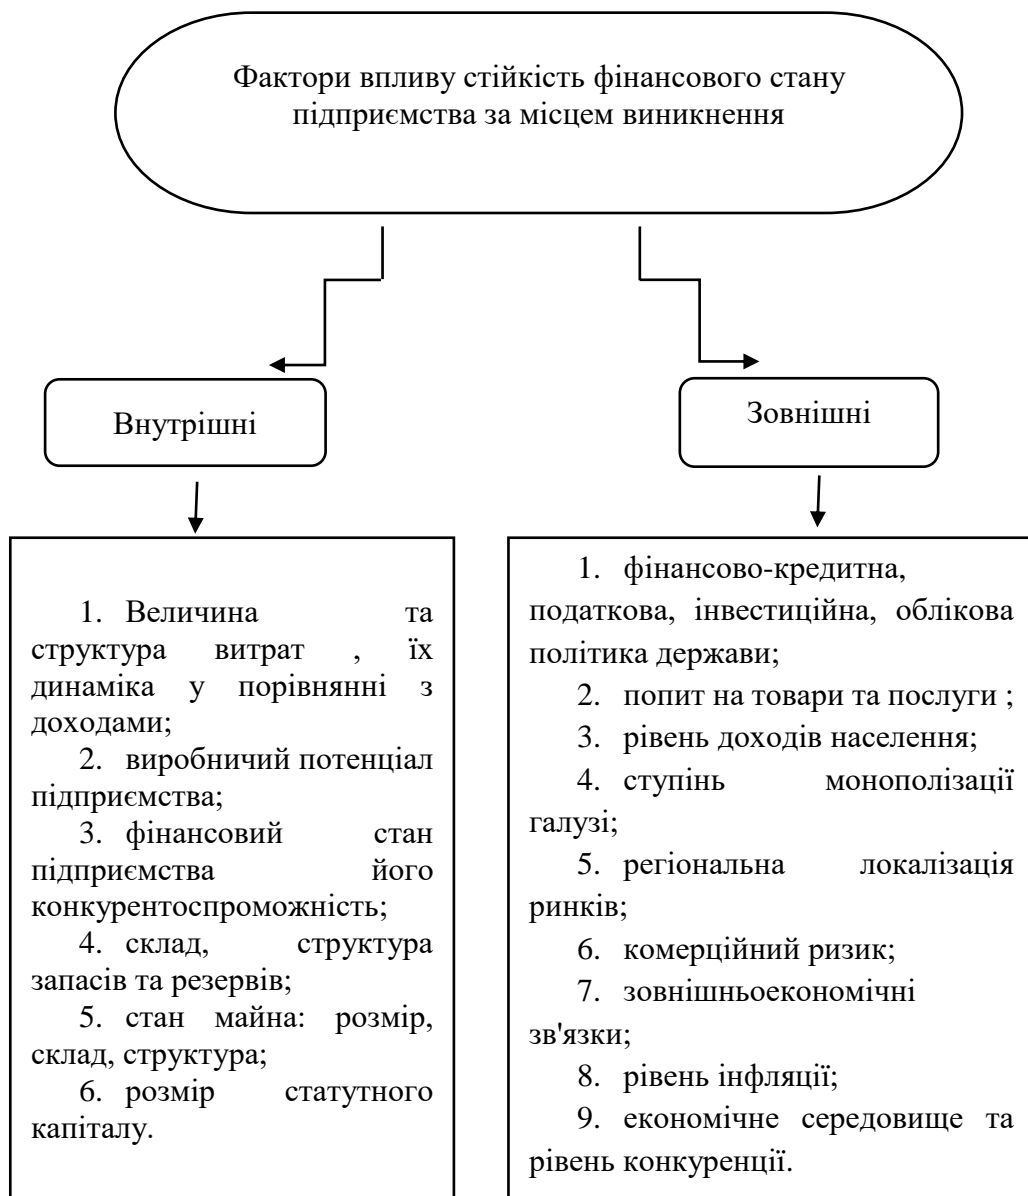 Фактори впливу стійкість фінансового стану
підприємства за місцем виникнення
Внутрішні
Зовнішні
1. Величина та
структура витрат , їх
динаміка у порівнянні з
доходами;
2. виробничий потенціал
підприємства;
3. фінансовий стан
підприємства його
конкурентоспроможність;
4. склад, структура
запасів та резервів;
5. стан майна: розмір,
склад, структура;
6. розмір статутного
капіталу.
1. фінансово-кредитна,
податкова, інвестиційна, облікова
політика держави;
2. попит на товари та послуги ;
3. рівень доходів населення;
4. ступінь монополізації
галузі;
5. регіональна локалізація
ринків;
6. комерційний ризик;
7. зовнішньоекономічні
зв'язки;
8. рівень інфляції;
9. економічне середовище та
рівень конкуренції.